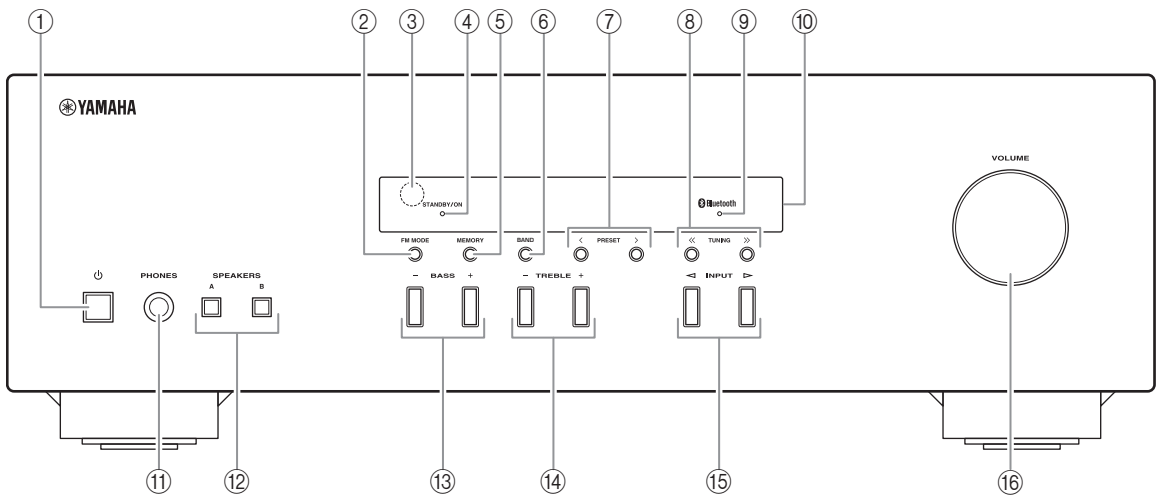 ① ② ③ ④ ⑤ ⑥ ⑦ ⑧ ⑨ ⑩
YAMAHA
VOLUME
STANDBY/ON
Bluetooth
FM MODE MEMORY BAND < PRESET > << TUNING >>
− BASS + − TREBLE + ◁ INPUT ▷
PHONES SPEAKERS
A B
⑪ ⑫ ⑬ ⑭ ⑮ ⑯